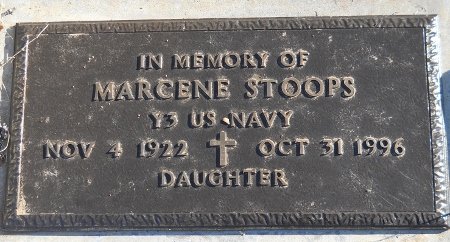 IN MEMORY OF
MARCENE STOOPS
Y3 US NAVY
NOV 4 1922 ✝ OCT 31 1996
DAUGHTER